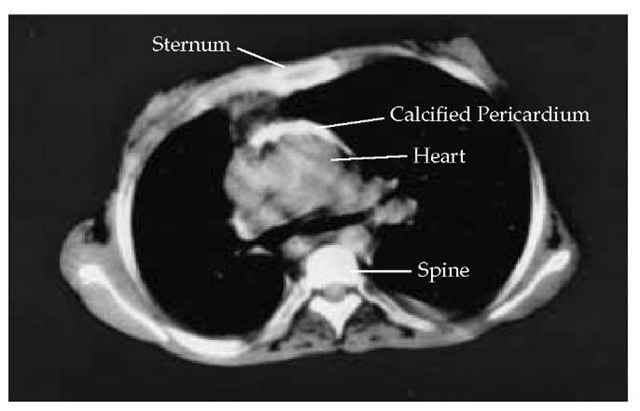 Sternum
Calcified Pericardium
Heart
Spine